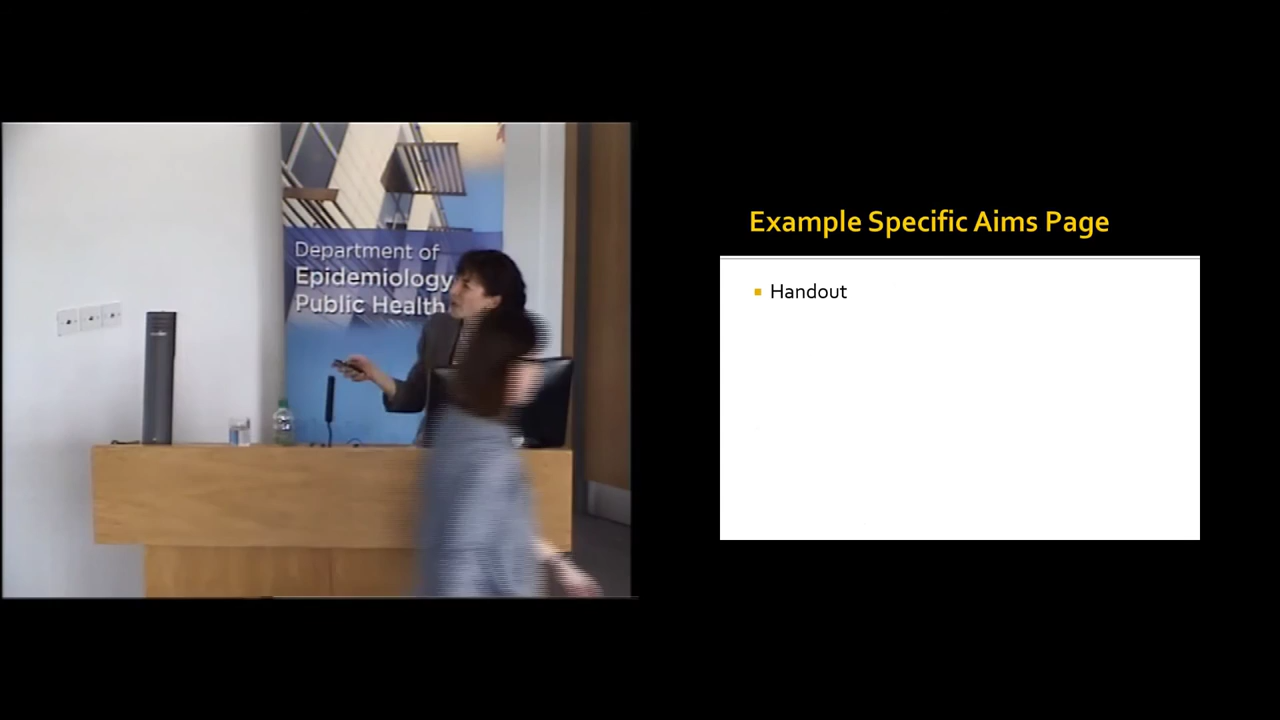 Department of
Epidemiology
Public Health
Example Specific Aims Page
Handout